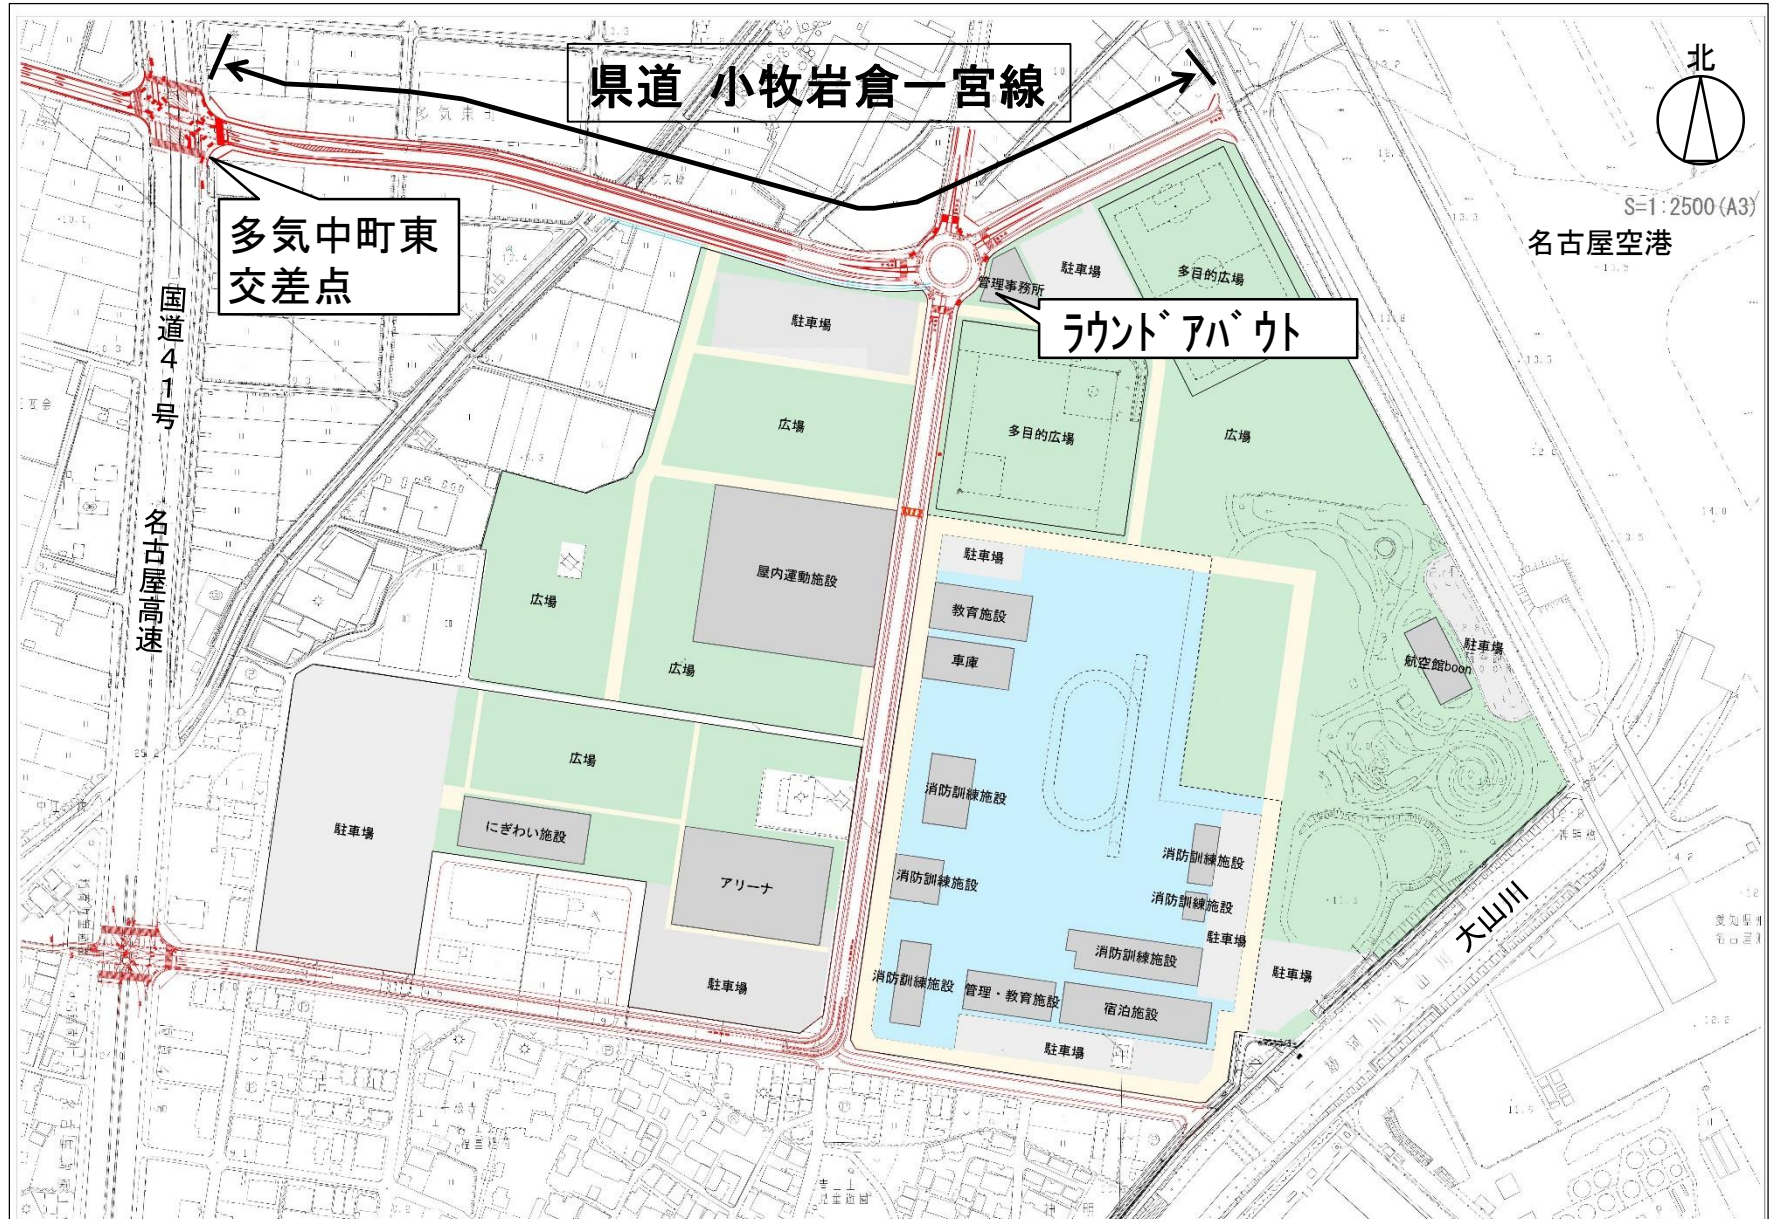 県道 小牧岩倉一宮線
北
S=1:2500(A3)
名古屋空港
多気中町東
交差点
国道41号
名古屋高速
ラウンドアバウト
管理事務所
駐車場
多目的広場
駐車場
広場
多目的広場
広場
屋内運動施設
広場
広場
駐車場
教育施設
車庫
航空館boon
駐車場
広場
消防訓練施設
駐車場
にぎわい施設
アリーナ
消防訓練施設
消防訓練施設
消防訓練施設
駐車場
消防訓練施設
消防訓練施設
管理・教育施設
宿泊施設
駐車場
駐車場
駐車場
大山川